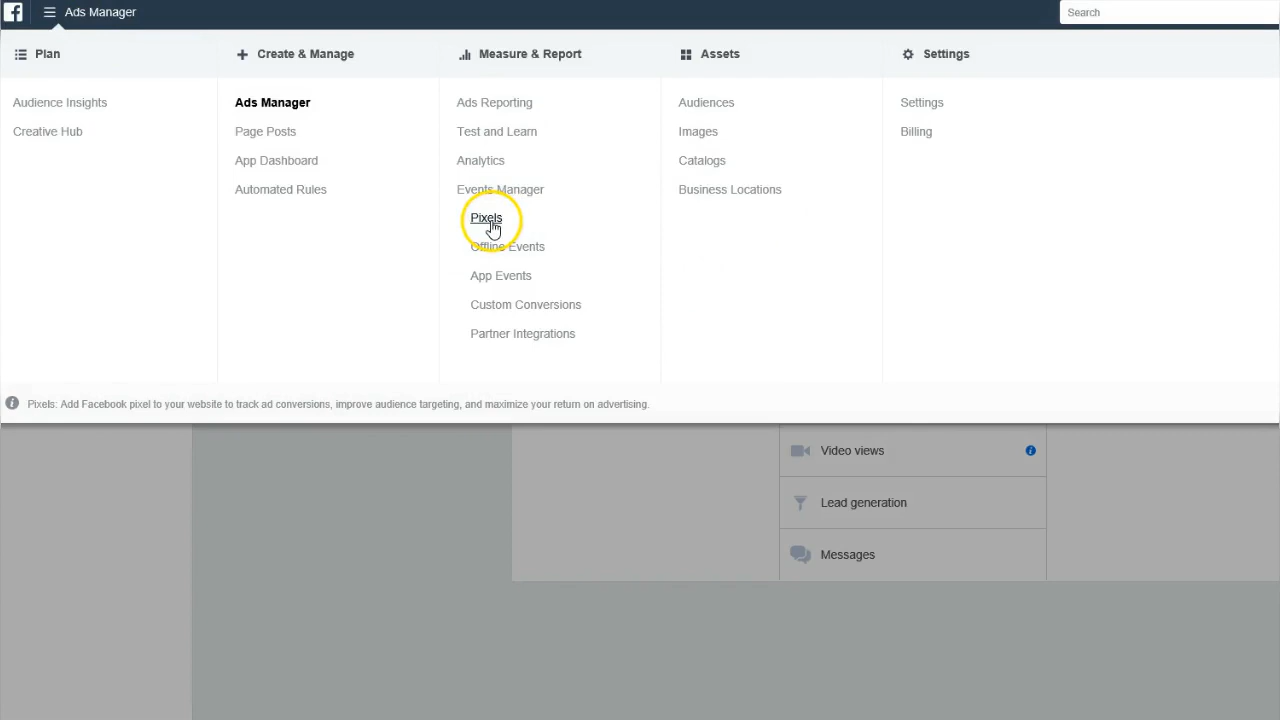 Ads Manager
Search
Plan
Create & Manage
Measure & Report
Assets
Settings
Audience Insights
Creative Hub
Ads Manager
Page Posts
App Dashboard
Automated Rules
Ads Reporting
Test and Learn
Analytics
Events Manager
Pixels
Offline Events
App Events
Custom Conversions
Partner Integrations
Audiences
Images
Catalogs
Business Locations
Settings
Billing
Pixels: Add Facebook pixel to your website to track ad conversions, improve audience targeting, and maximize your return on advertising.
Video views
Lead generation
Messages